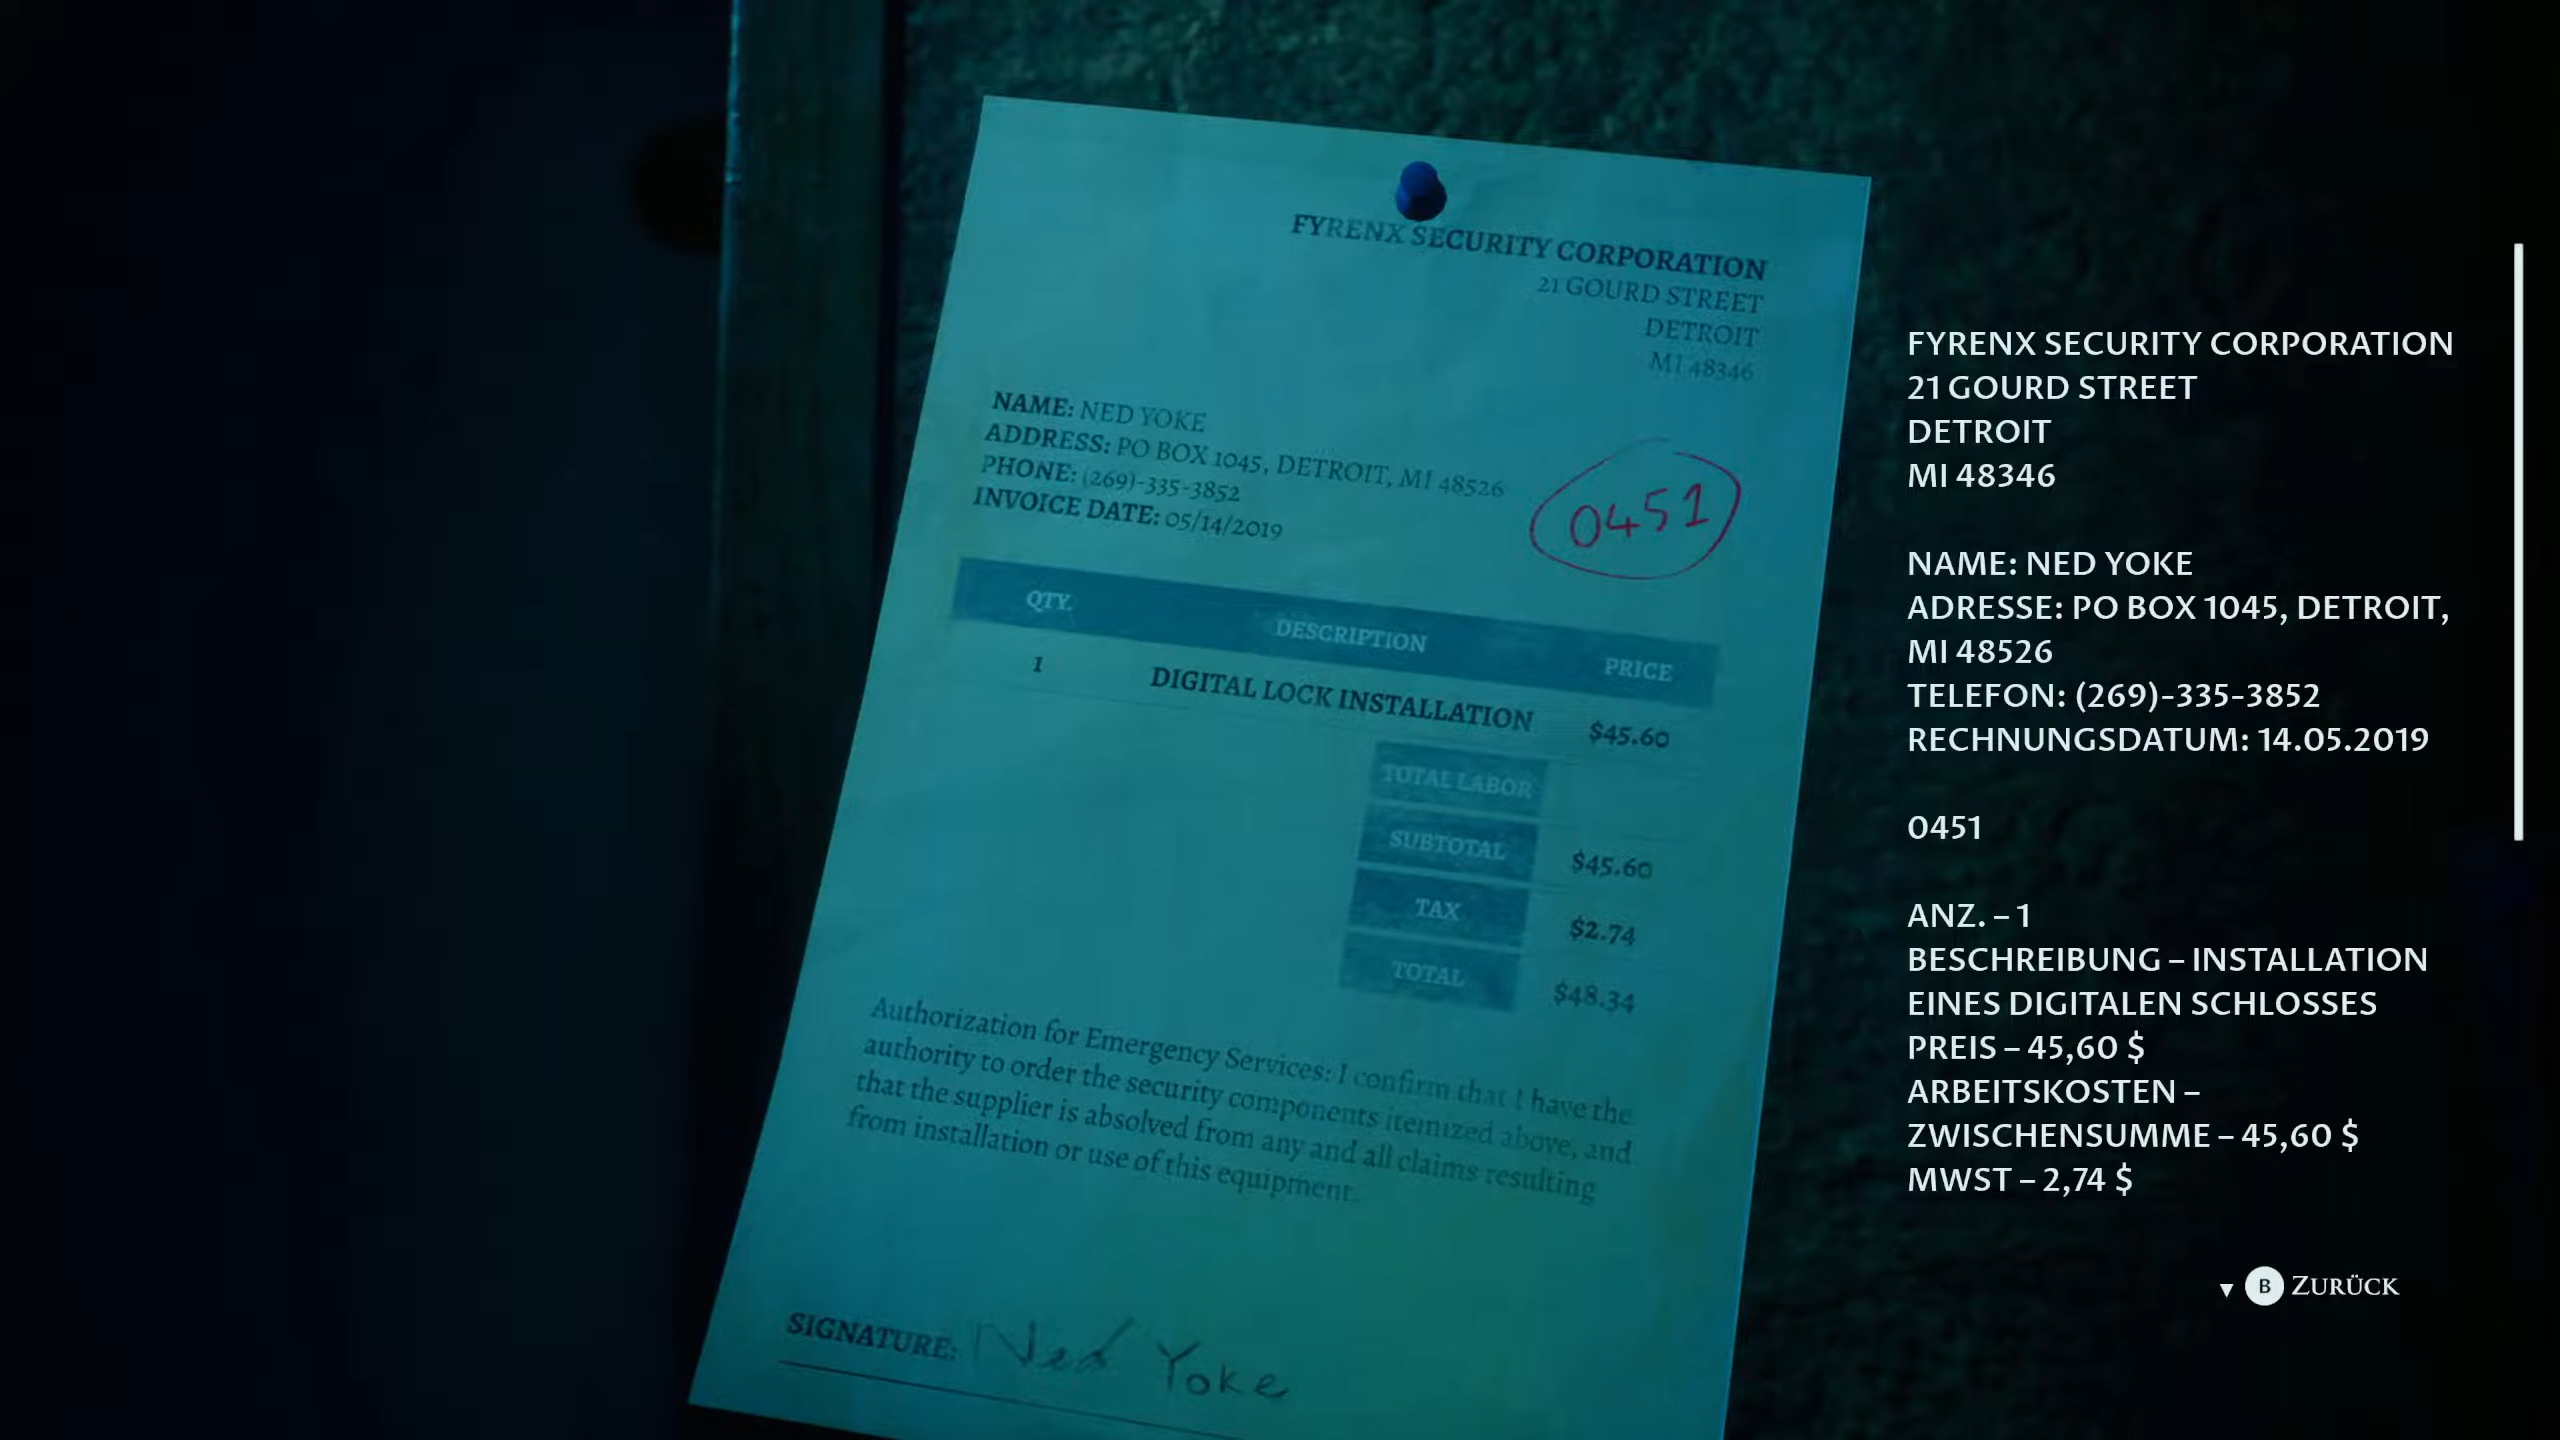 FYRENX SECURITY CORPORATION
21 GOURD STREET
DETROIT
MI 48346
NAME: NED YOKE
ADDRESS: PO BOX 1045, DETROIT, MI 48526
PHONE: (269)-335-3852
INVOICE DATE: 05/14/2019
0451
QTY. DESCRIPTION PRICE
1 DIGITAL LOCK INSTALLATION $45.60
TOTAL LABOR
SUBTOTAL $45.60
TAX $2.74
TOTAL $48.34
Authorization for Emergency Services: I confirm that I have the
authority to order the security components itemized above, and
that the supplier is absolved from any and all claims resulting
from installation or use of this equipment.
SIGNATURE: Ned Yoke
FYRENX SECURITY CORPORATION
21 GOURD STREET
DETROIT
MI 48346
NAME: NED YOKE
ADRESSE: PO BOX 1045, DETROIT,
MI 48526
TELEFON: (269)-335-3852
RECHNUNGSDATUM: 14.05.2019
0451
ANZ. – 1
BESCHREIBUNG – INSTALLATION
EINES DIGITALEN SCHLOSSES
PREIS – 45,60 $
ARBEITSKOSTEN –
ZWISCHENSUMME – 45,60 $
MWST – 2,74 $
B ZURÜCK